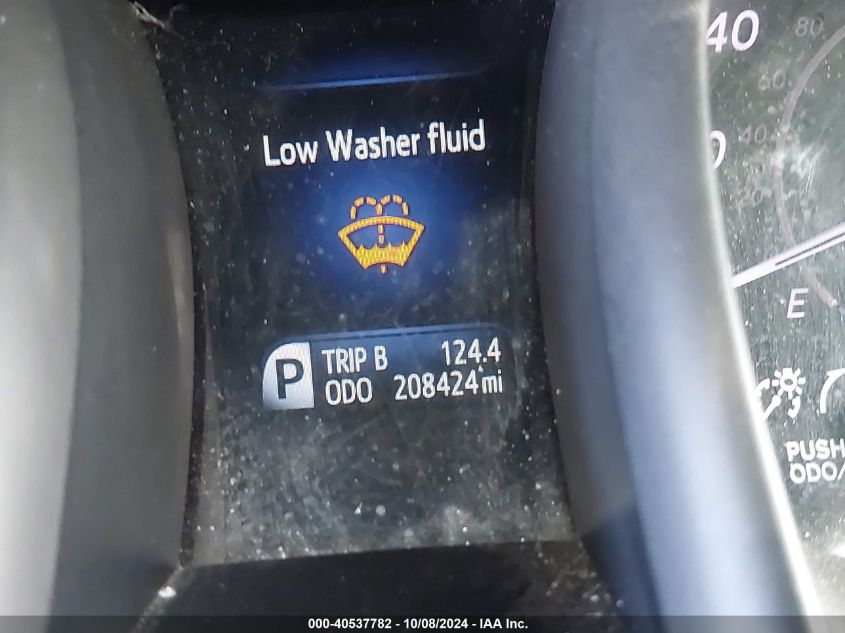 Low Washer fluid
P
TRIP B 124.4
ODO 208424 mi
40
80
60
40
E
PUSH
ODO/
000-40537782 - 10/08/2024 - IAA Inc.